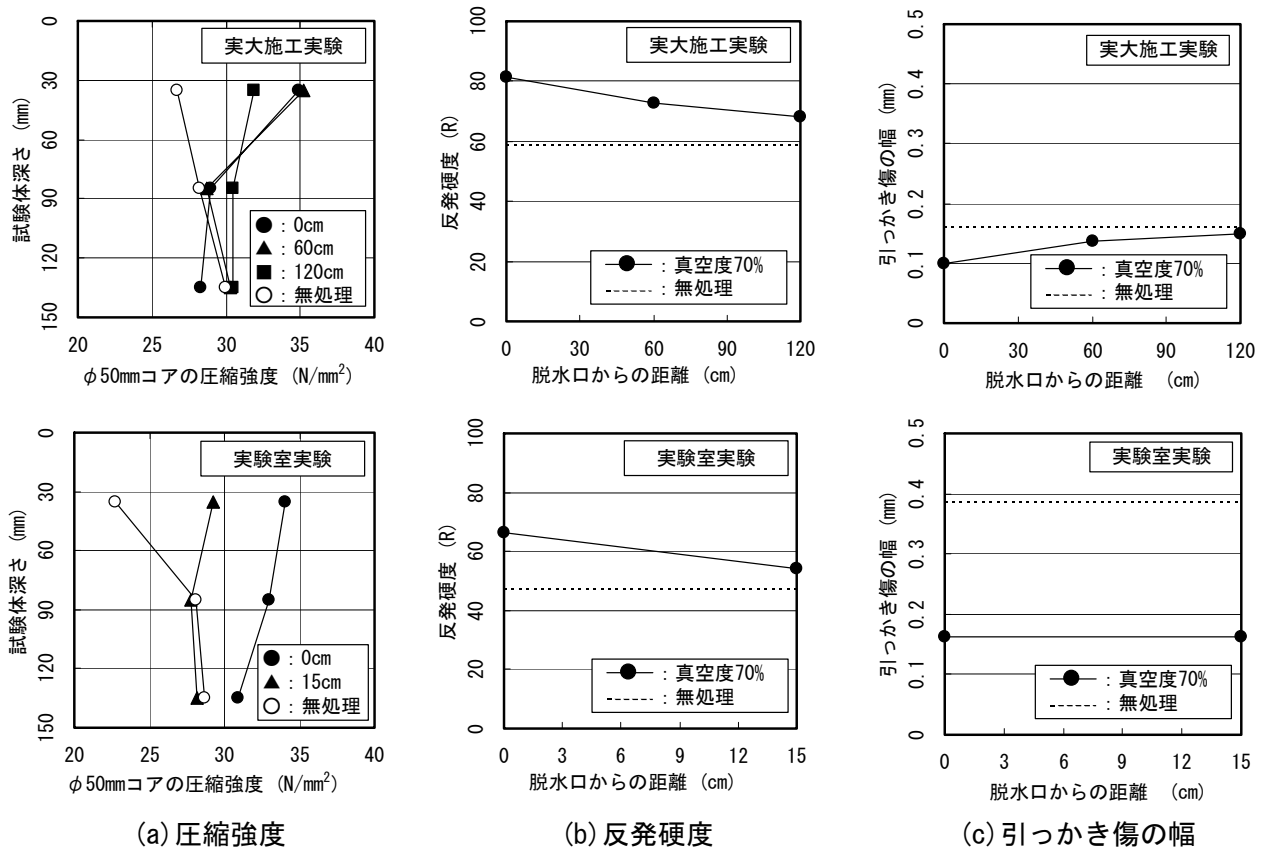 実大施工実験
試験体深さ (mm)
0
30
60
90
120
150
●：0cm
▲：60cm
■：120cm
○：無処理
20 25 30 35 40
φ50mmコアの圧縮強度 (N/mm²)
実大施工実験
反発硬度 (R)
100
80
60
40
20
0
：真空度70%
：無処理
0 30 60 90 120
脱水口からの距離 (cm)
実大施工実験
引っかき傷の幅 (mm)
0.5
0.4
0.3
0.2
0.1
0
：真空度70%
：無処理
0 30 60 90 120
脱水口からの距離 (cm)
実験室実験
試験体深さ (mm)
0
30
60
90
120
150
●：0cm
▲：15cm
○：無処理
20 25 30 35 40
φ50mmコアの圧縮強度 (N/mm²)
実験室実験
反発硬度 (R)
100
80
60
40
20
0
：真空度70%
：無処理
0 3 6 9 12 15
脱水口からの距離 (cm)
実験室実験
引っかき傷の幅 (mm)
0.5
0.4
0.3
0.2
0.1
0
：真空度70%
：無処理
0 3 6 9 12 15
脱水口からの距離 (cm)
(a)圧縮強度
(b)反発硬度
(c)引っかき傷の幅